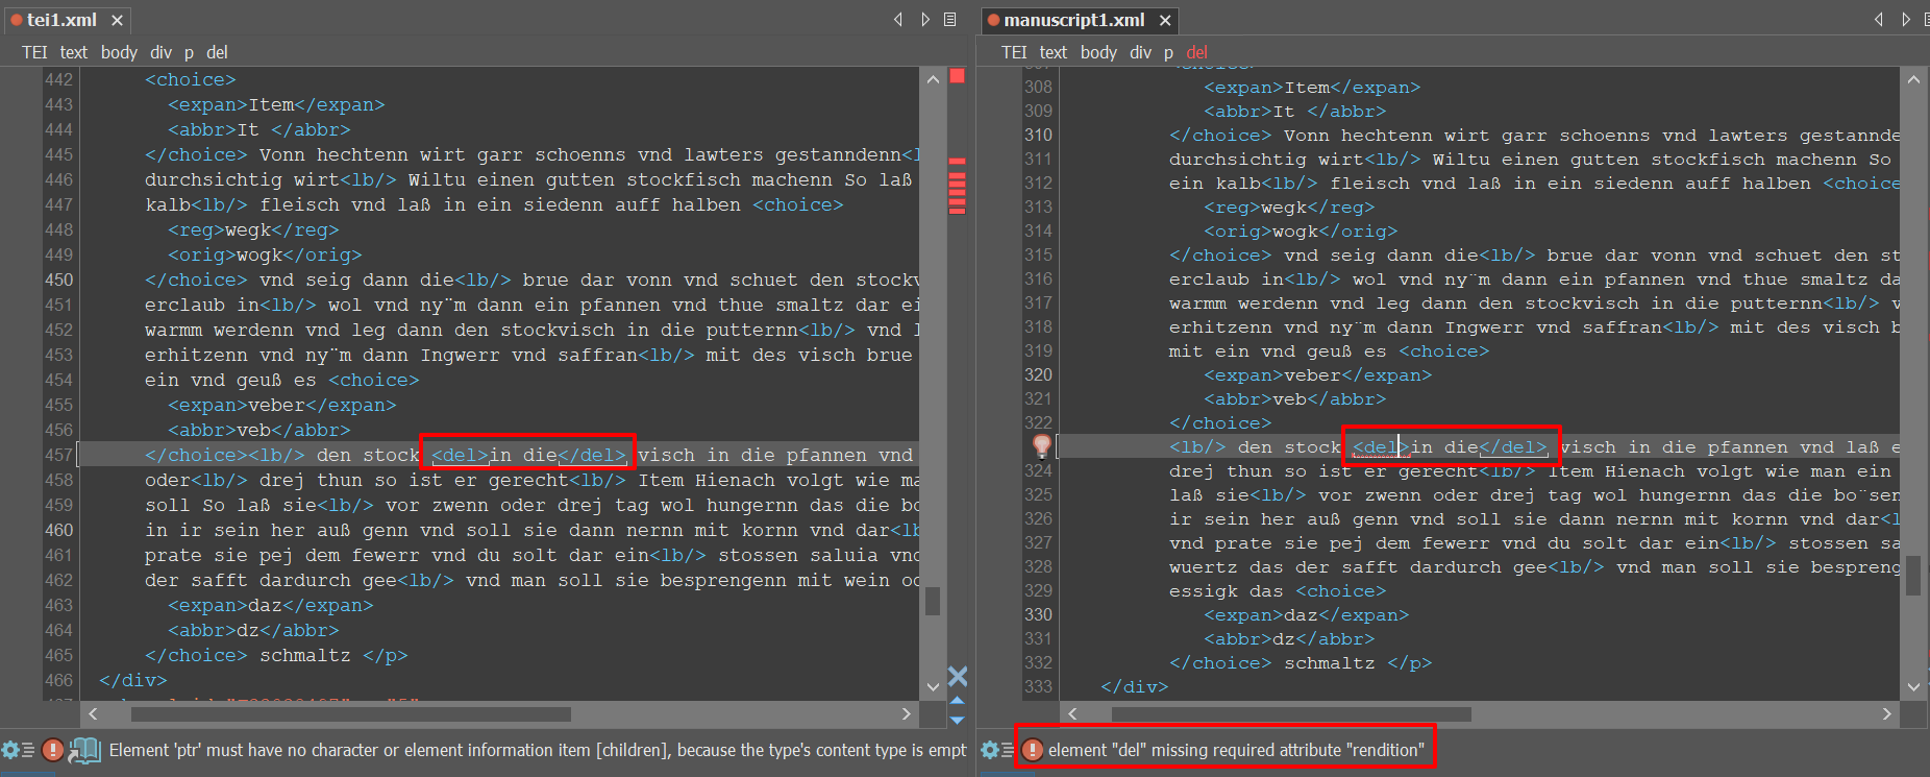 tei1.xml ×
TEI text body div p del
442 <choice>
443 <expan>Item</expan>
444 <abbr>It </abbr>
445 </choice> Vonn hechtenn wirt garr schoenns vnd lawters gestanndenn<l
446 durchsichtig wirt<lb/> Wiltu einen gutten stockfisch machenn So laß
447 kalb<lb/> fleisch vnd laß in ein siedenn auff halben <choice>
448 <reg>wegk</reg>
449 <orig>wogk</orig>
450 </choice> vnd seig dann die<lb/> brue dar vonn vnd schuet den stockv
451 erclaub in<lb/> wol vnd ny¨m dann ein pfannen vnd thue smaltz dar ei
452 warmm werdenn vnd leg dann den stockvisch in die putternn<lb/> vnd l
453 erhitzenn vnd ny¨m dann Ingwerr vnd saffran<lb/> mit des visch brue
454 ein vnd geuß es <choice>
455 <expan>veber</expan>
456 <abbr>veb</abbr>
457 </choice><lb/> den stock <del>in die</del> visch in die pfannen vnd
458 oder<lb/> drej thun so ist er gerecht<lb/> Item Hienach volgt wie ma
459 soll So laß sie<lb/> vor zwenn oder drej tag wol hungernn das die bo
460 in ir sein her auß genn vnd soll sie dann nernn mit kornn vnd dar<lb
461 prate sie pej dem fewerr vnd du solt dar ein<lb/> stossen saluia vnd
462 der safft dardurch gee<lb/> vnd man soll sie besprengenn mit wein od
463 <expan>daz</expan>
464 <abbr>dz</abbr>
465 </choice> schmaltz </p>
466 </div>
Element 'ptr' must have no character or element information item [children], because the type's content type is empt
manuscript1.xml ×
TEI text body div p del
308 <expan>Item</expan>
309 <abbr>It </abbr>
310 </choice> Vonn hechtenn wirt garr schoenns vnd lawters gestannde
311 durchsichtig wirt<lb/> Wiltu einen gutten stockfisch machenn So
312 ein kalb<lb/> fleisch vnd laß in ein siedenn auff halben <choice
313 <reg>wegk</reg>
314 <orig>wogk</orig>
315 </choice> vnd seig dann die<lb/> brue dar vonn vnd schuet den st
316 erclaub in<lb/> wol vnd ny¨m dann ein pfannen vnd thue smaltz da
317 warmm werdenn vnd leg dann den stockvisch in die putternn<lb/> v
318 erhitzenn vnd ny¨m dann Ingwerr vnd saffran<lb/> mit des visch b
319 mit ein vnd geuß es <choice>
320 <expan>veber</expan>
321 <abbr>veb</abbr>
322 </choice>
<lb/> den stock <del>in die</del> visch in die pfannen vnd laß e
324 drej thun so ist er gerecht<lb/> Item Hienach volgt wie man ein
325 laß sie<lb/> vor zwenn oder drej tag wol hungernn das die bo¨sen
326 ir sein her auß genn vnd soll sie dann nernn mit kornn vnd dar<l
327 vnd prate sie pej dem fewerr vnd du solt dar ein<lb/> stossen sa
328 wuertz das der safft dardurch gee<lb/> vnd man soll sie bespreng
329 essigk das <choice>
330 <expan>daz</expan>
331 <abbr>dz</abbr>
332 </choice> schmaltz </p>
333 </div>
element "del" missing required attribute "rendition"